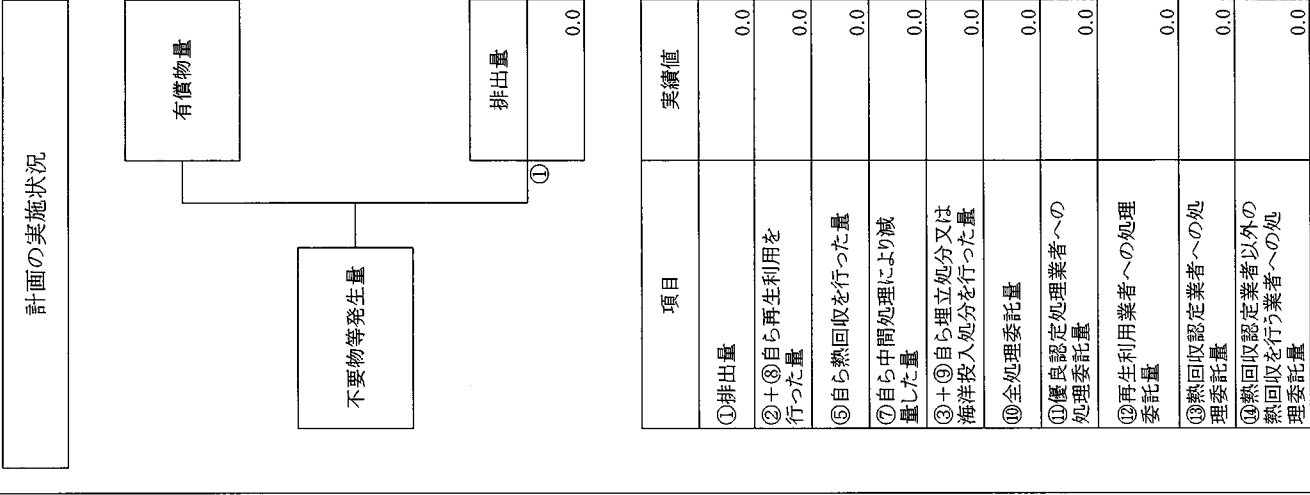 計画の実施状況
有償物量
不要物等発生量
排出量
①
0.0
項目
実績値
①排出量
0.0
②+⑧自ら再生利用を
行った量
0.0
⑤自ら熱回収を行った量
0.0
⑦自ら中間処理により減
量した量
0.0
③+⑨自ら埋立処分又は
海洋投入処分を行った量
0.0
⑩全処理委託量
0.0
⑪優良認定処理業者への
処理委託量
0.0
⑫再生利用業者への処理
委託量
0.0
⑬熱回収認定業者への処
理委託量
0.0
⑭熱回収認定業者以外の
熱回収を行う業者への処
理委託量
0.0